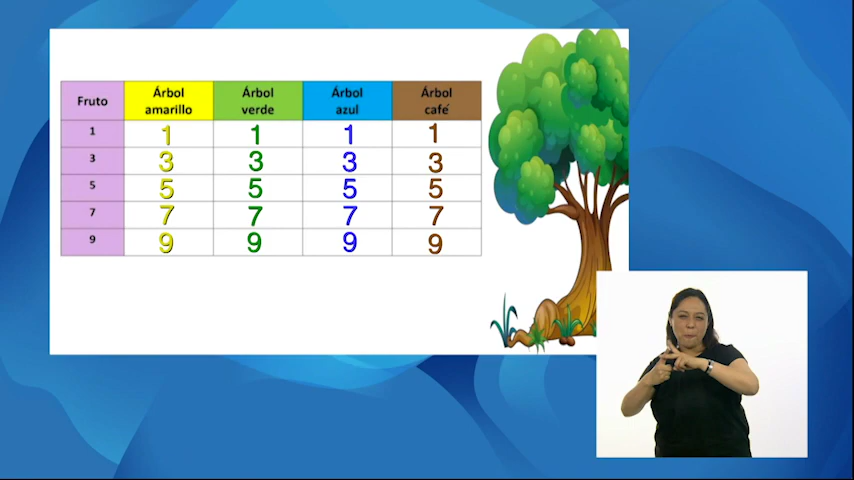 Fruto Árbol amarillo Árbol verde Árbol azul Árbol café
1 1 1 1 1
3 3 3 3 3
5 5 5 5 5
7 7 7 7 7
9 9 9 9 9